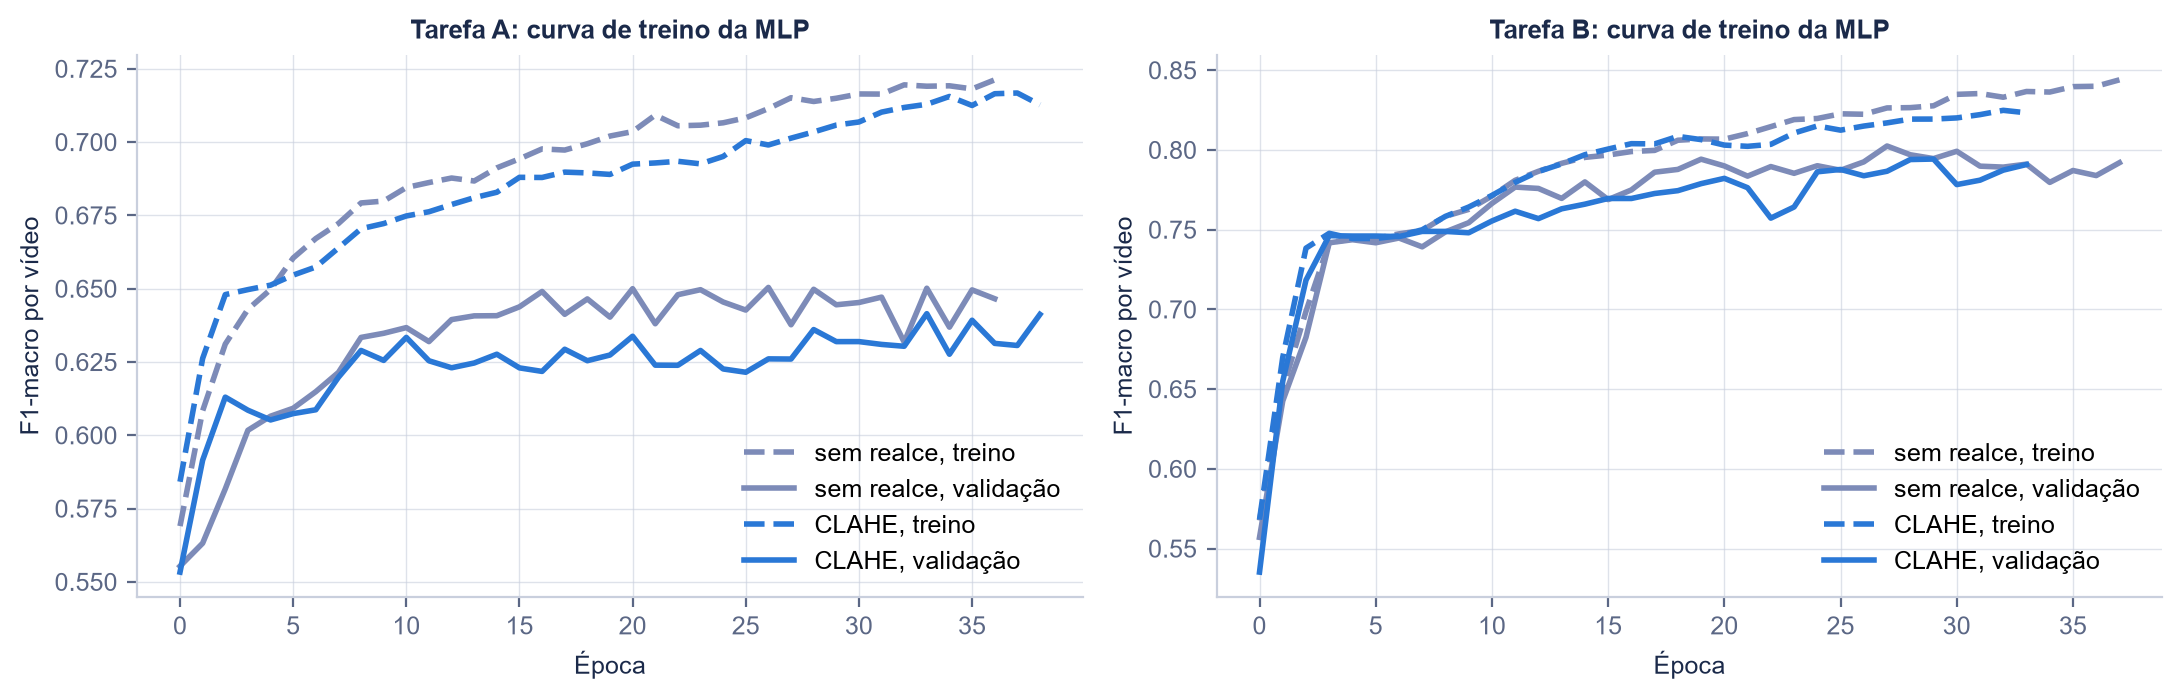 Tarefa A: curva de treino da MLP
F1-macro por vídeo
0.725
0.700
0.675
0.650
0.625
0.600
0.575
0.550
0 5 10 15 20 25 30 35
Época
sem realce, treino
sem realce, validação
CLAHE, treino
CLAHE, validação
Tarefa B: curva de treino da MLP
F1-macro por vídeo
0.85
0.80
0.75
0.70
0.65
0.60
0.55
0 5 10 15 20 25 30 35
Época
sem realce, treino
sem realce, validação
CLAHE, treino
CLAHE, validação